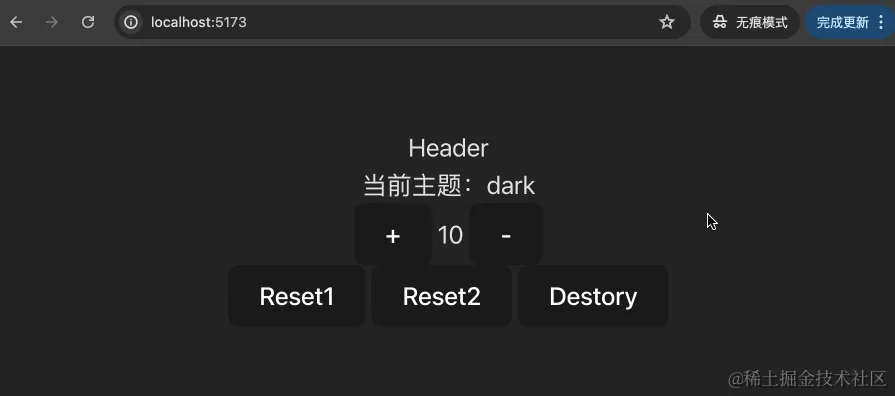 localhost:5173 无痕模式 完成更新
Header
当前主题：dark
+ 10 -
Reset1 Reset2 Destory
@稀土掘金技术社区